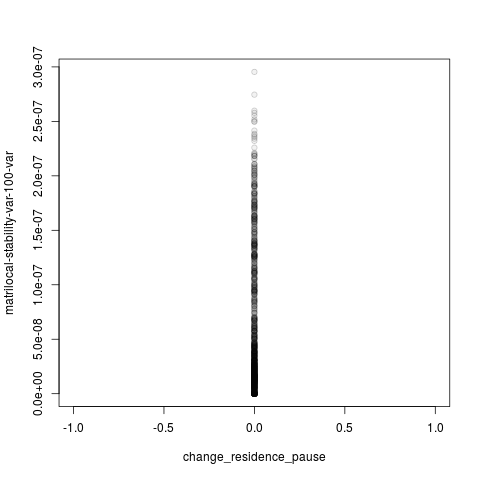 matrilocal-stability-var-100-var
3.0e-07
2.5e-07
2.0e-07
1.5e-07
1.0e-07
5.0e-08
0.0e+00
-1.0
-0.5
0.0
0.5
1.0
change_residence_pause